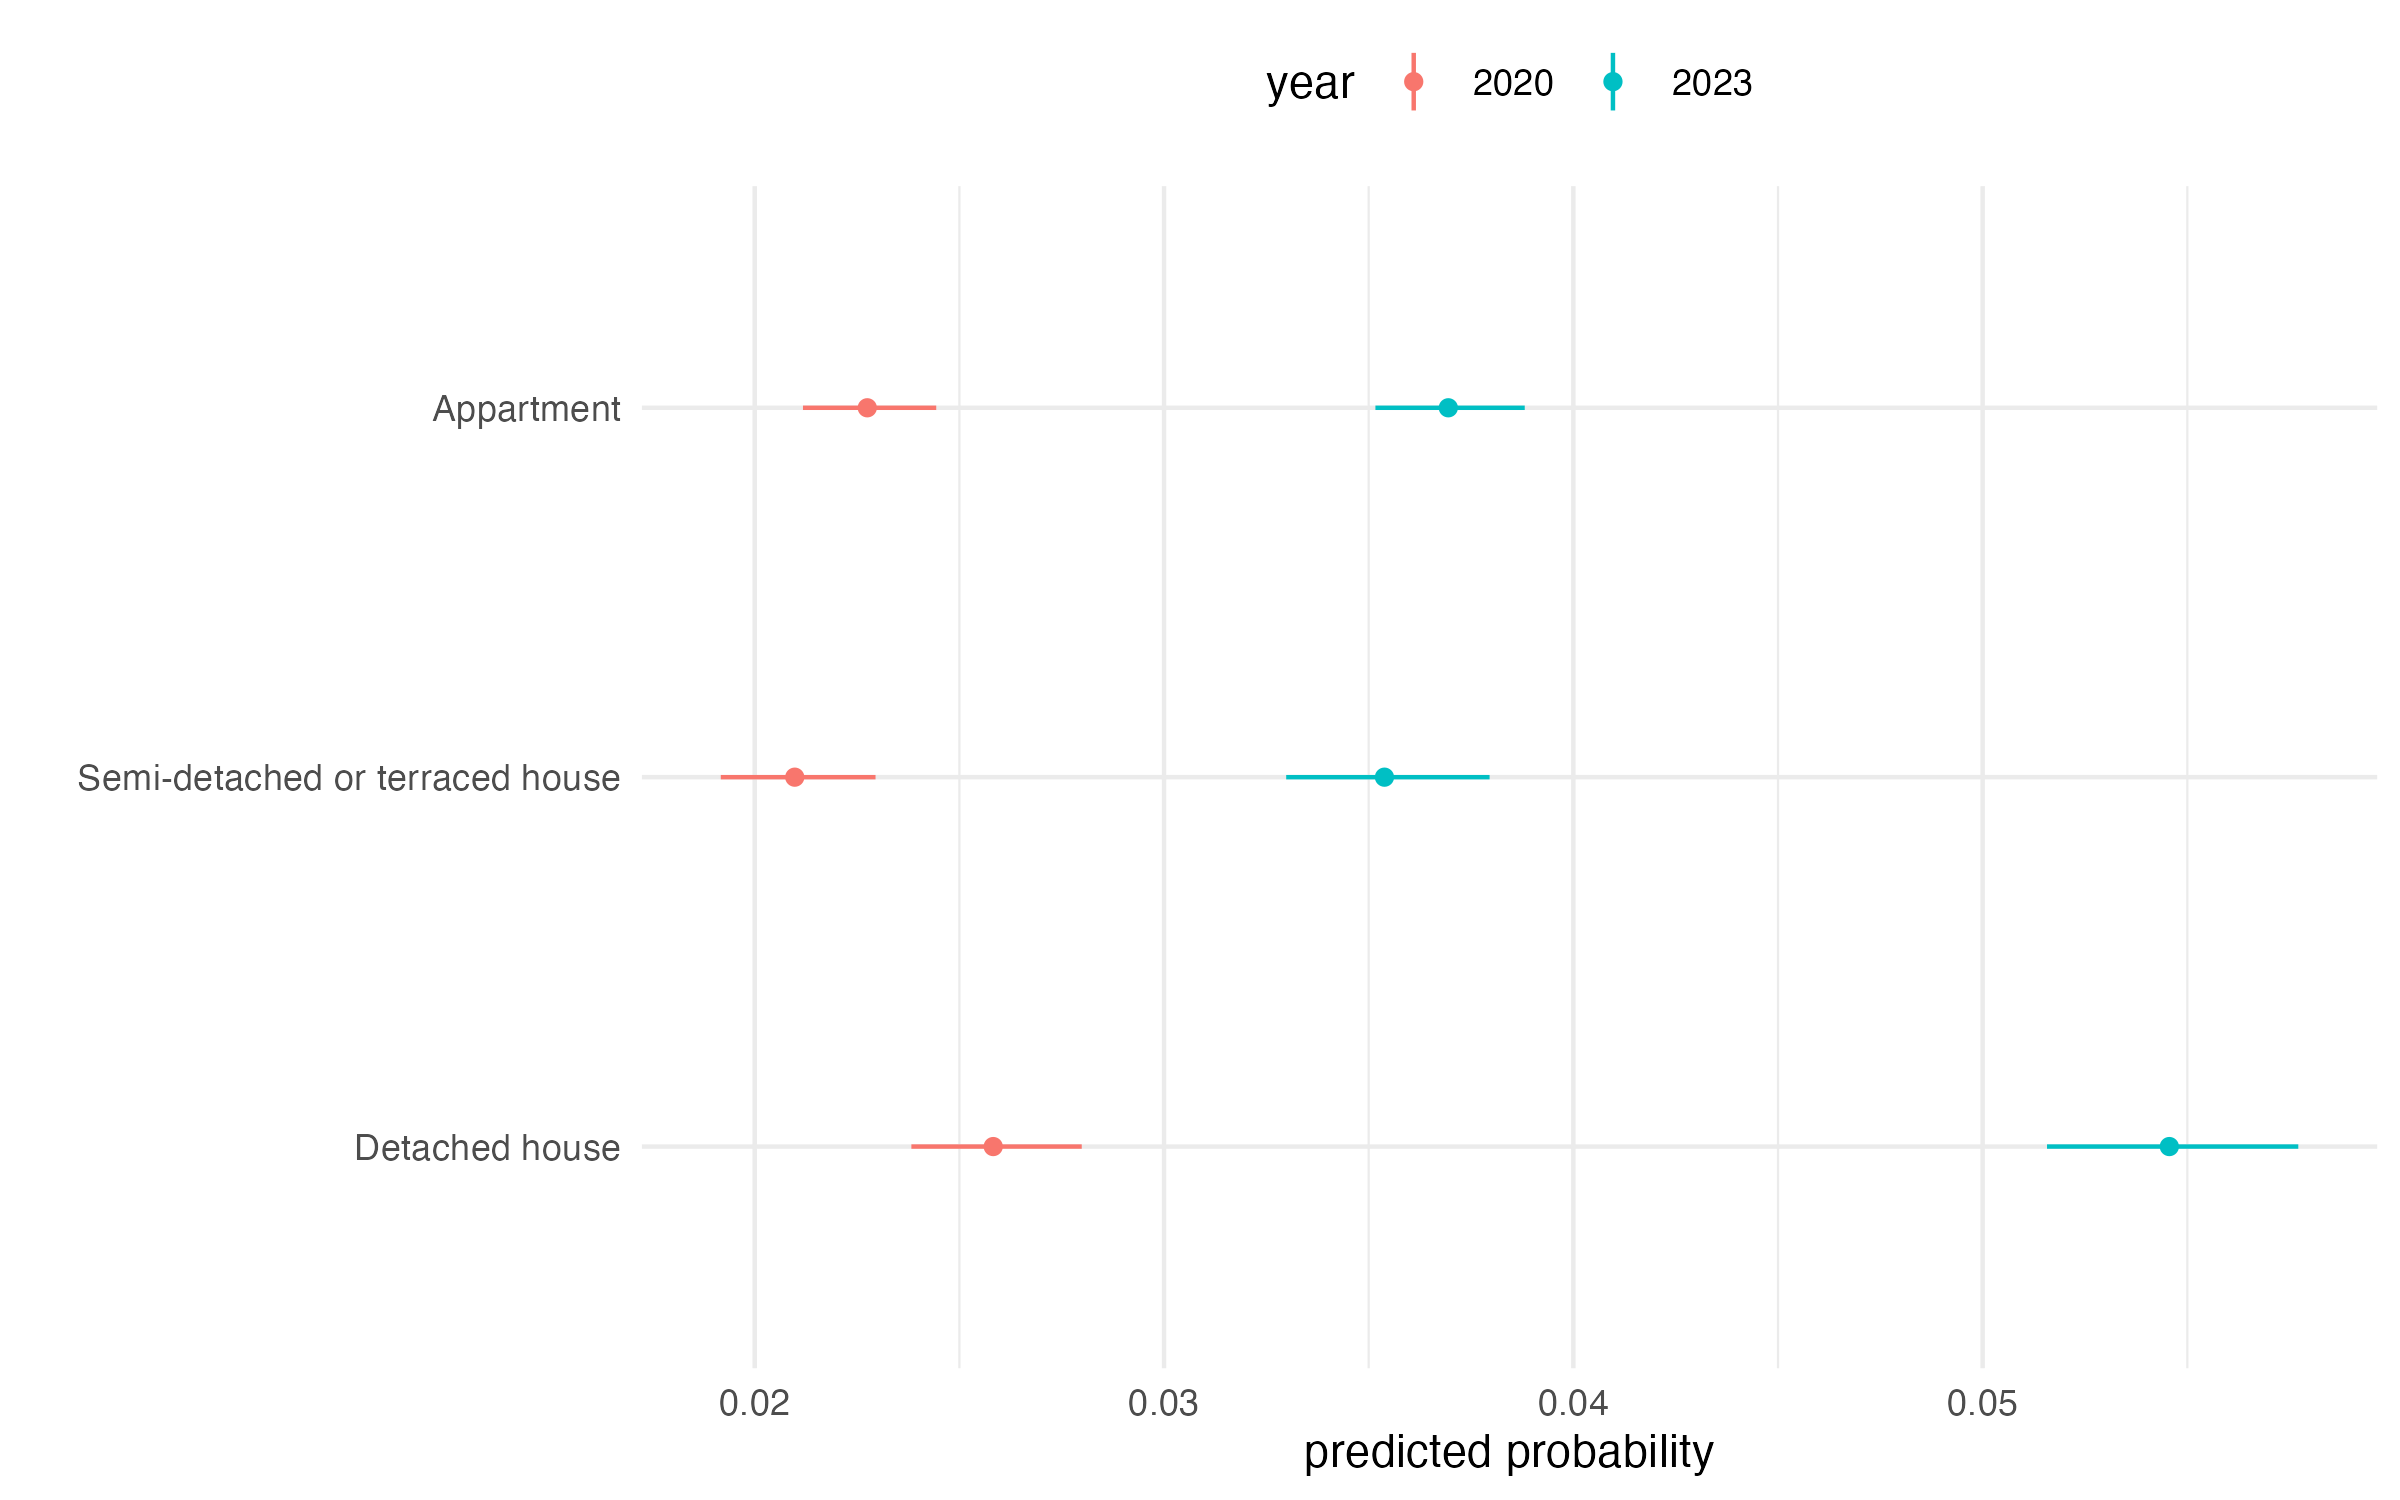 year 2020 2023
Appartment
Semi-detached or terraced house
Detached house
0.02 0.03 0.04 0.05
predicted probability